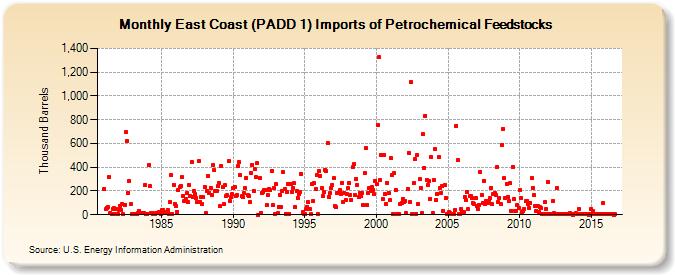 Monthly East Coast (PADD 1) Imports of Petrochemical Feedstocks
Thousand Barrels
1,400
1,200
1,000
800
600
400
200
0
1985 1990 1995 2000 2005 2010 2015
Source: U.S. Energy Information Administration